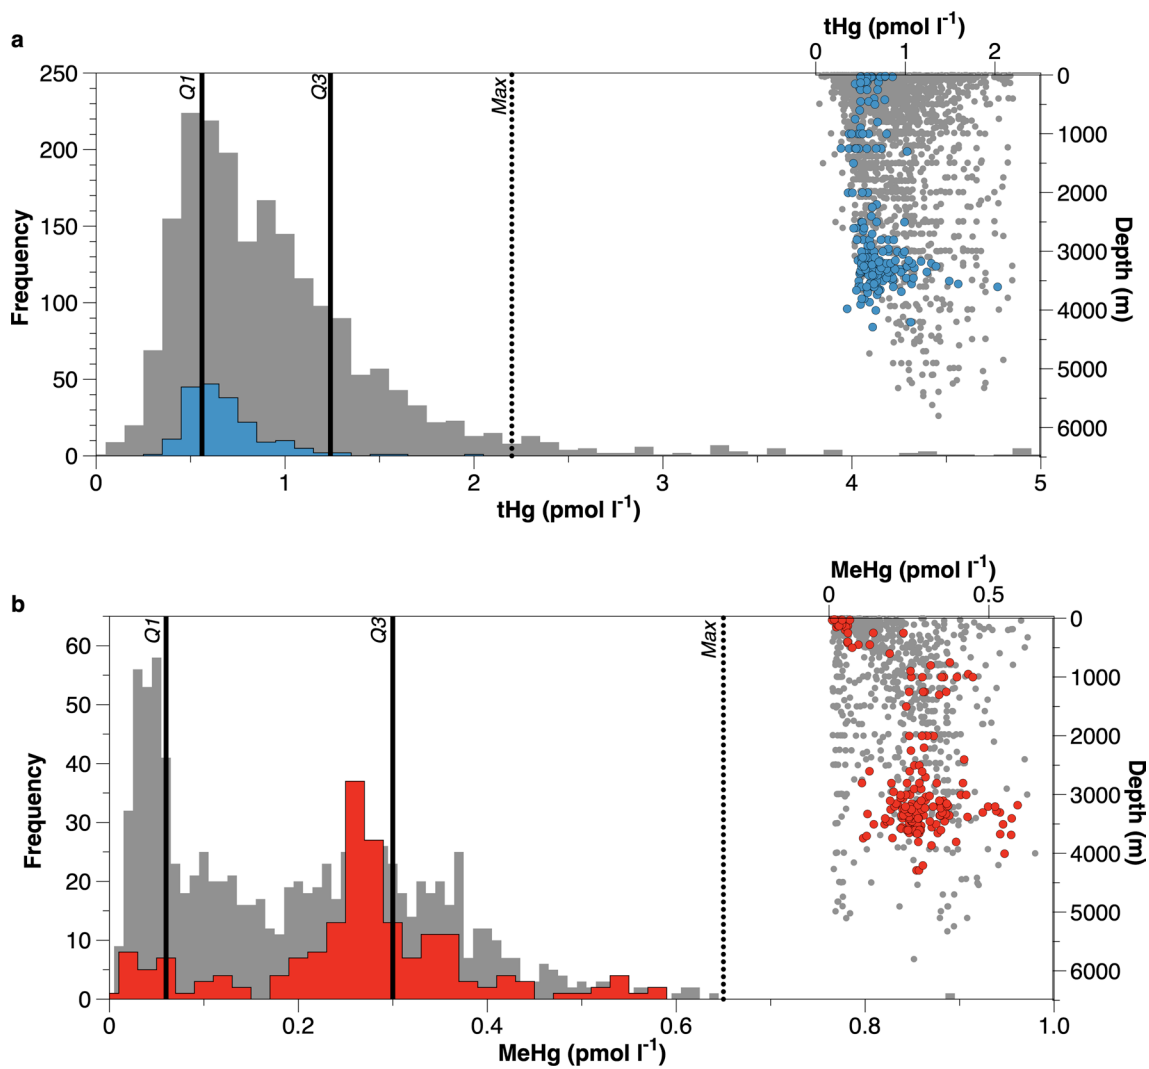 a
tHg (pmol l⁻¹)
0 1 2
250
200
150
100
50
0
Frequency
Q1
Q3
Max
0
1000
2000
3000
4000
5000
6000
Depth (m)
0 1 2 3 4 5
tHg (pmol l⁻¹)
b
MeHg (pmol l⁻¹)
0 0.5
60
50
40
30
20
10
0
Frequency
Q1
Q3
Max
0
1000
2000
3000
4000
5000
6000
Depth (m)
0 0.2 0.4 0.6 0.8 1.0
MeHg (pmol l⁻¹)